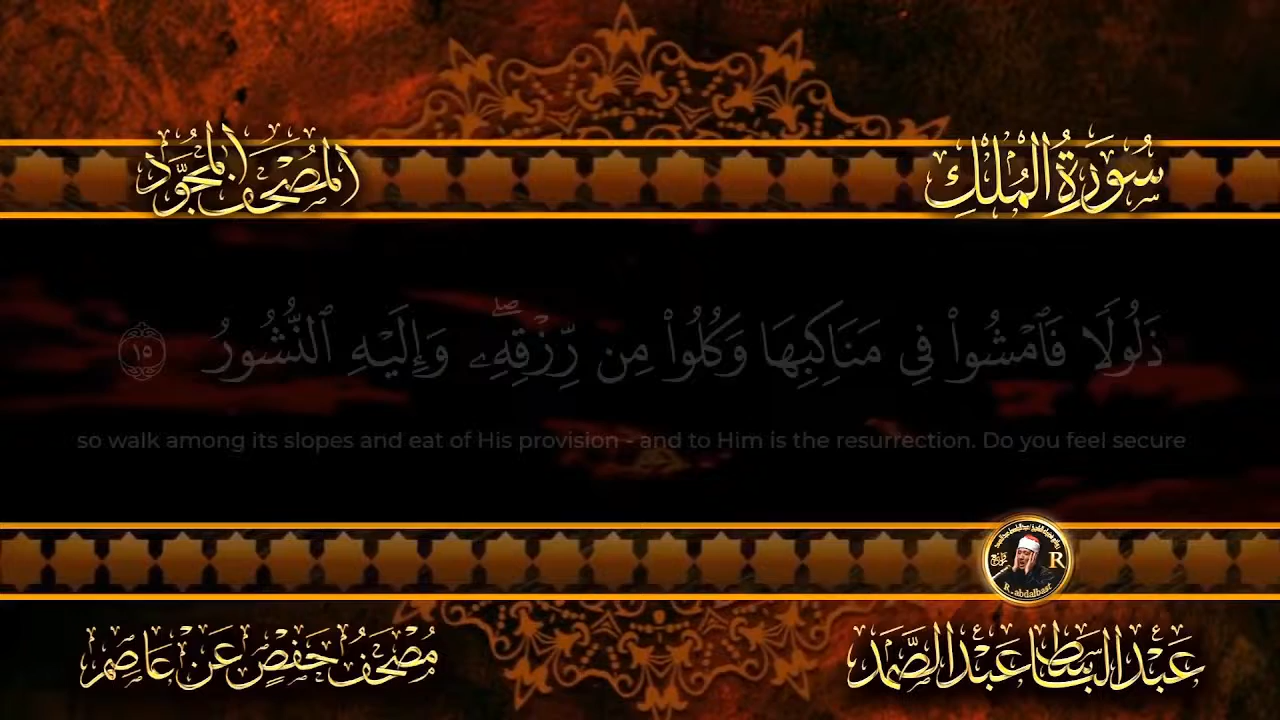 سُورَةُ المُلْكِ
المُصْحَفُ المُجَوَّد
ذَلُولًا فَٱمْشُوا۟ فِى مَنَاكِبِهَا وَكُلُوا۟ مِن رِّزْقِهِۦ ۖ وَإِلَيْهِ ٱلنُّشُورُ ١٥
so walk among its slopes and eat of His provision - and to Him is the resurrection. Do you feel secure
R
R.abdalbast
عَبْدُ البَاسِط عَبْدُ الصَّمَد
مُصْحَفُ حَفْصٍ عَنْ عَاصِم